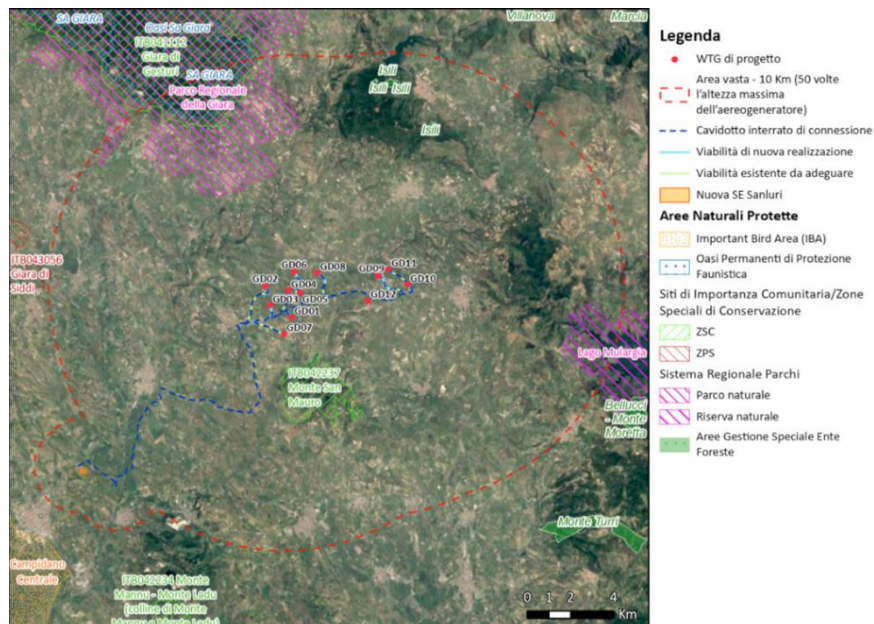 SA GIARA
Oasi Sa Giara
ITB041112
Giara di
Gesturi
SA GIARA
Parco Regionale
della Giara
Villanova
Marcia
Isili
Isili Isili
Isili
ITB043056
Giara di
Siddi
GD06
GD08
GD02
GD04
GD03
GD05
GD01
GD07
GD09
GD11
GD10
GD12
ITB042237
Monte San
Mauro
Lago Mulargia
Bellucci
- Monte
Moretta
Monte Turri
Campidano
Centrale
ITB042234 Monte
Mannu - Monte Ladu
(colline di Monte
Mannu e Monte Ladu)
0 1 2 4
Km
Legenda
WTG di progetto
Area vasta - 10 Km (50 volte
l'altezza massima
dell'aereogeneratore)
Cavidotto interrato di connessione
Viabilità di nuova realizzazione
Viabilità esistente da adeguare
Nuova SE Sanluri
Aree Naturali Protette
Important Bird Area (IBA)
Oasi Permanenti di Protezione
Faunistica
Siti di Importanza Comunitaria/Zone
Speciali di Conservazione
ZSC
ZPS
Sistema Regionale Parchi
Parco naturale
Riserva naturale
Aree Gestione Speciale Ente
Foreste